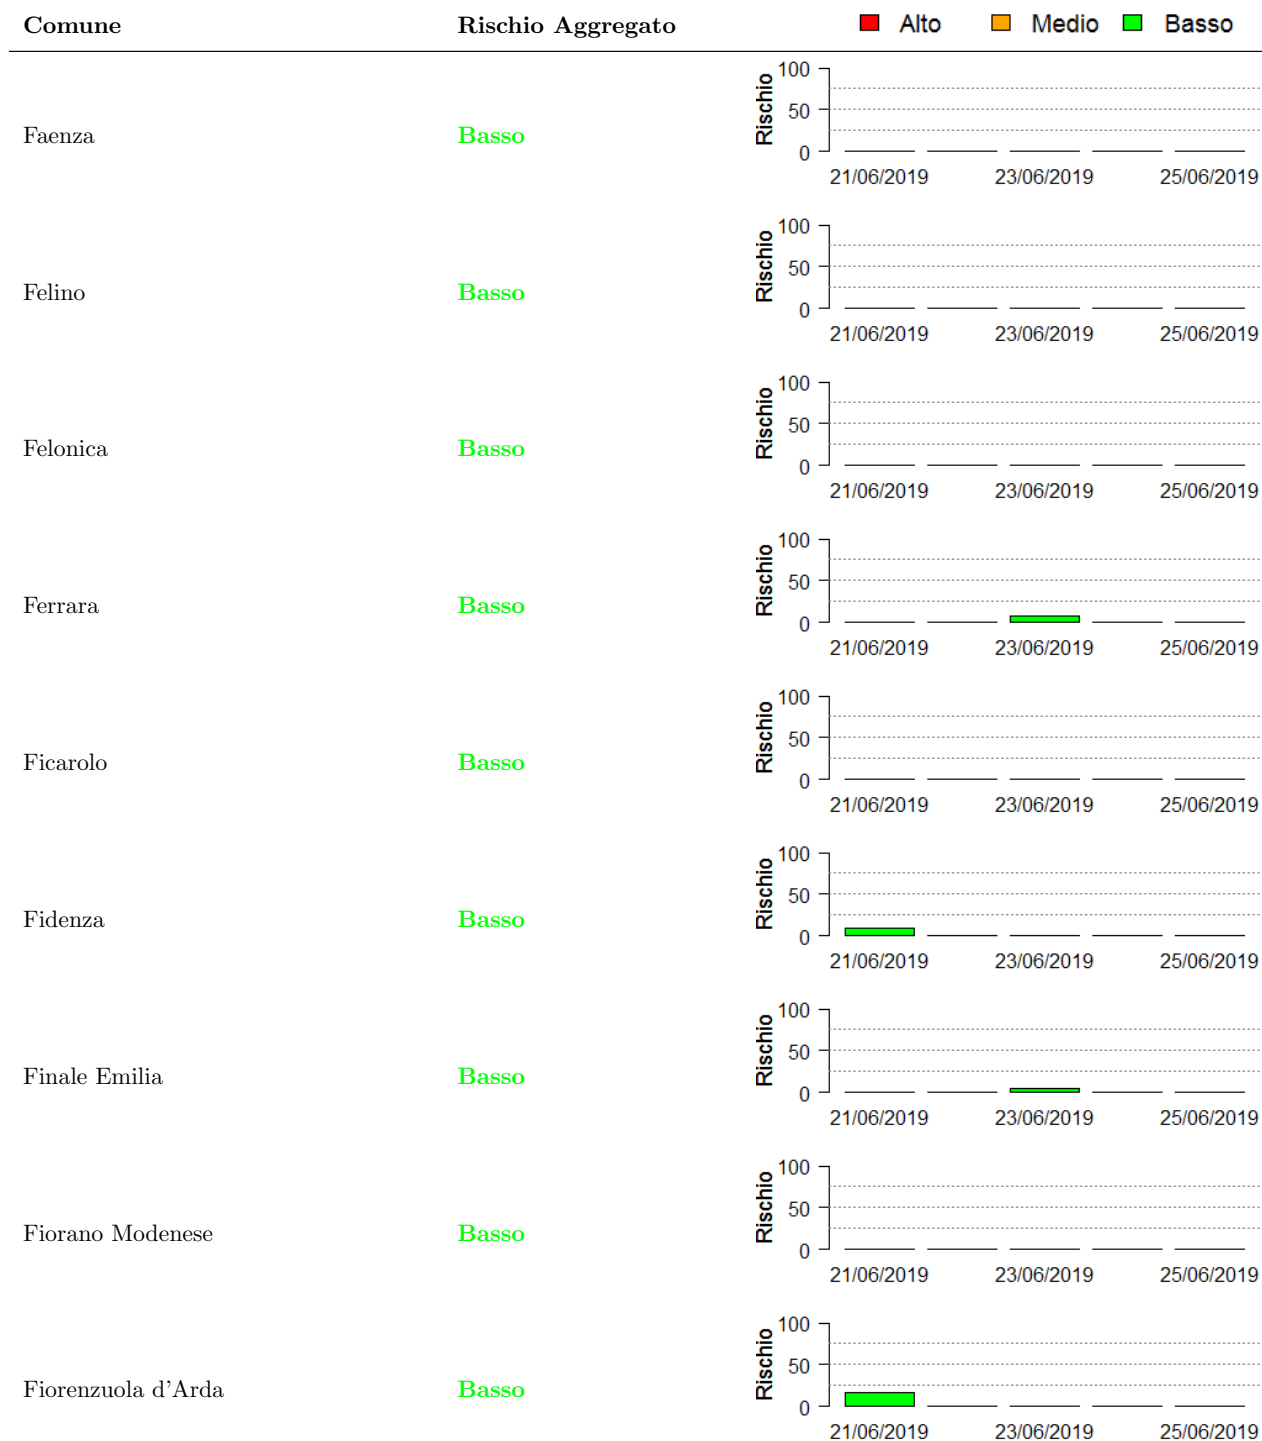 Comune Rischio Aggregato Alto Medio Basso
Faenza Basso Rischio 100 50 0
21/06/2019 23/06/2019 25/06/2019
Felino Basso Rischio 100 50 0
21/06/2019 23/06/2019 25/06/2019
Felonica Basso Rischio 100 50 0
21/06/2019 23/06/2019 25/06/2019
Ferrara Basso Rischio 100 50 0
21/06/2019 23/06/2019 25/06/2019
Ficarolo Basso Rischio 100 50 0
21/06/2019 23/06/2019 25/06/2019
Fidenza Basso Rischio 100 50 0
21/06/2019 23/06/2019 25/06/2019
Finale Emilia Basso Rischio 100 50 0
21/06/2019 23/06/2019 25/06/2019
Fiorano Modenese Basso Rischio 100 50 0
21/06/2019 23/06/2019 25/06/2019
Fiorenzuola d'Arda Basso Rischio 100 50 0
21/06/2019 23/06/2019 25/06/2019